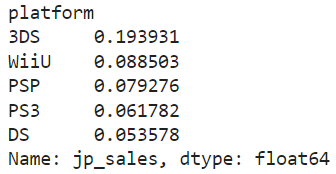 platform
3DS     0.193931
WiiU    0.088503
PSP     0.079276
PS3     0.061782
DS      0.053578
Name: jp_sales, dtype: float64